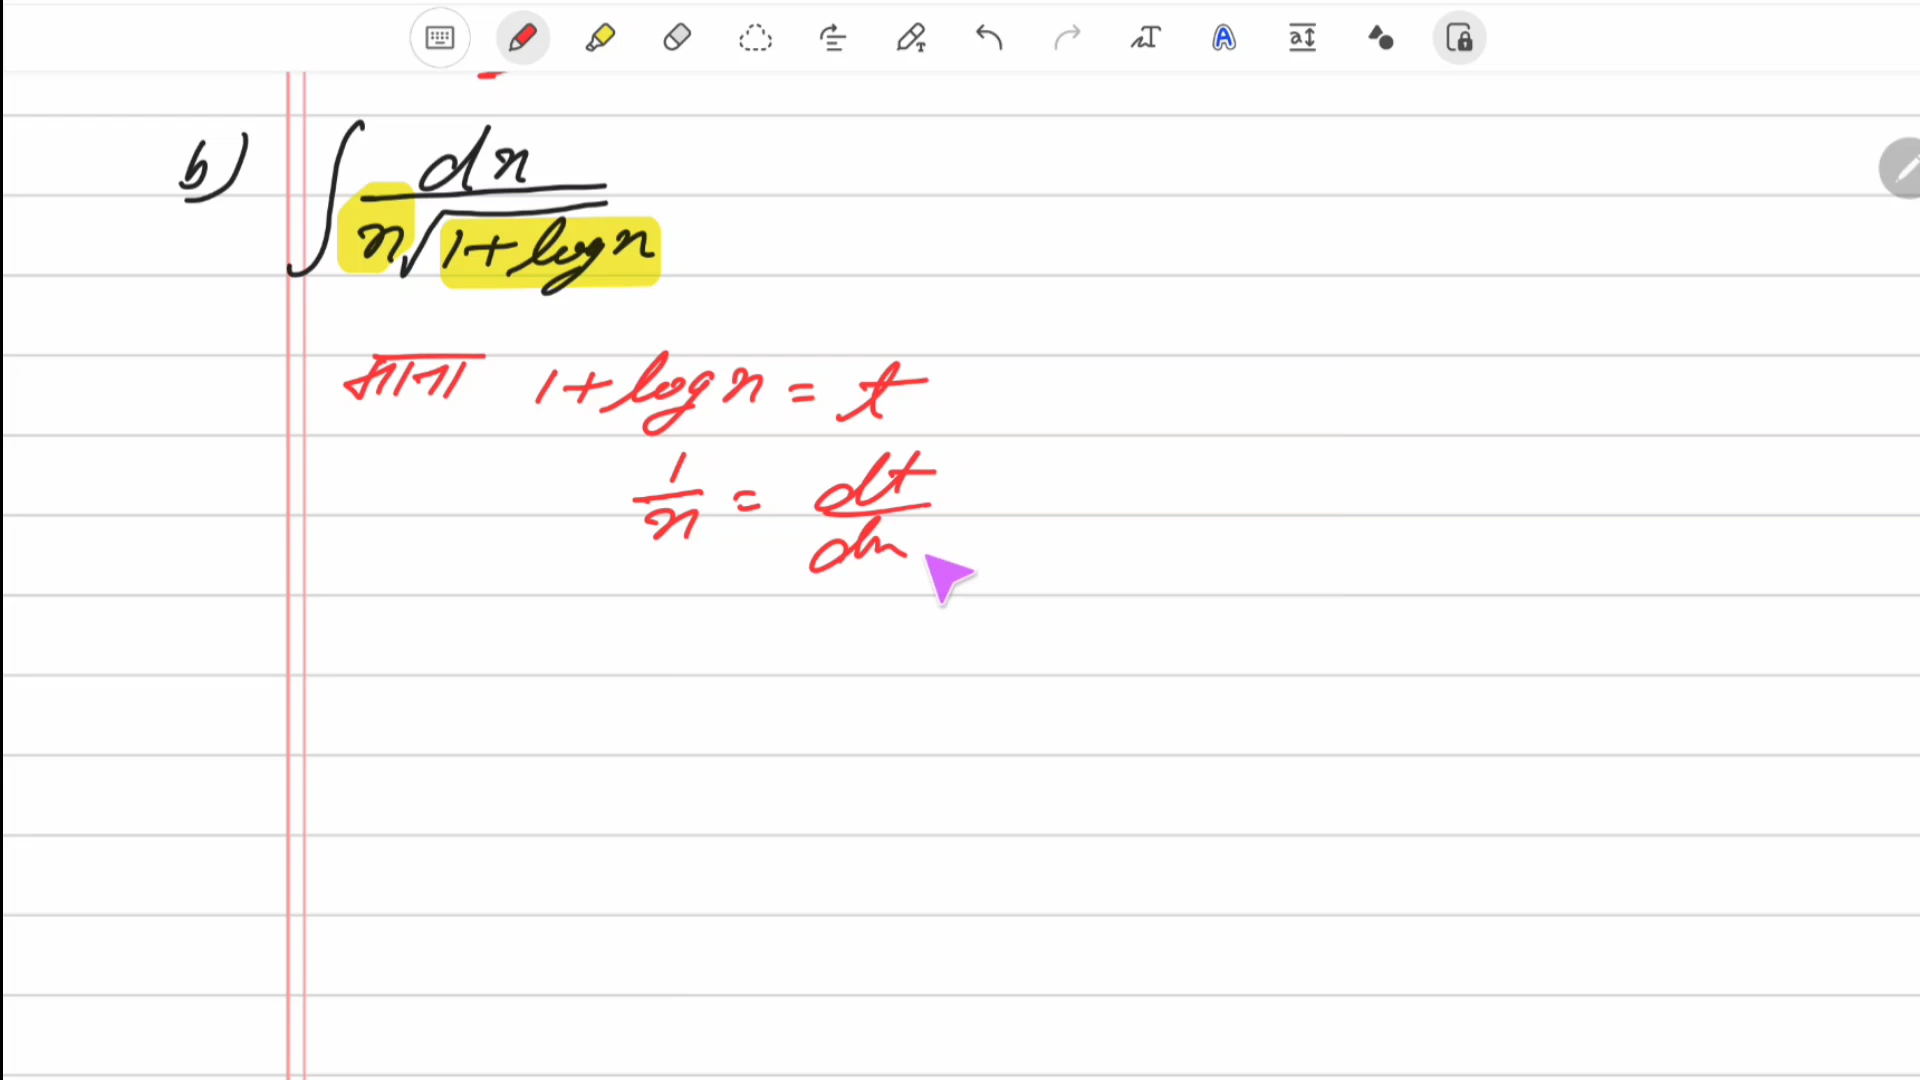 b) ∫ dx / x√(1+log x)
माना 1+log x = t
1/x = dt/dx